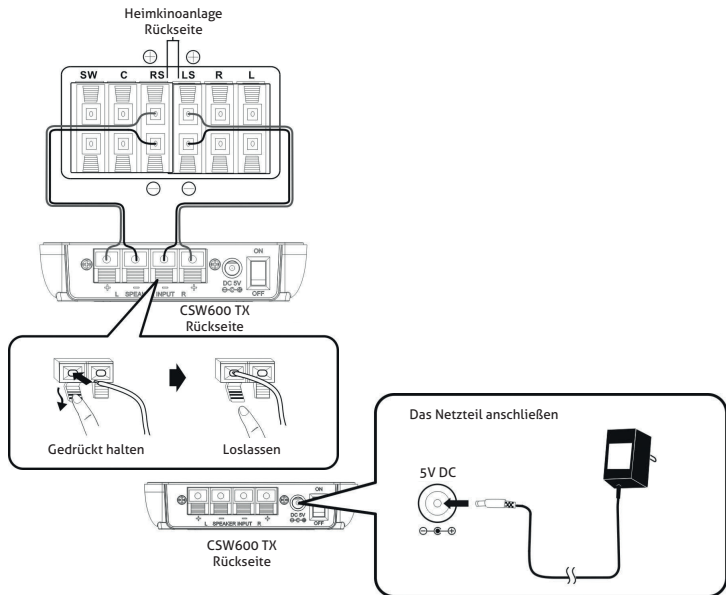 Heimkinoanlage
Rückseite
SW C RS LS R L
ON
DC 5V
L SPEAKER INPUT R
OFF
CSW600 TX
Rückseite
Gedrückt halten
Loslassen
Das Netzteil anschließen
5V DC
ON
DC 5V
L SPEAKER INPUT R
OFF
CSW600 TX
Rückseite